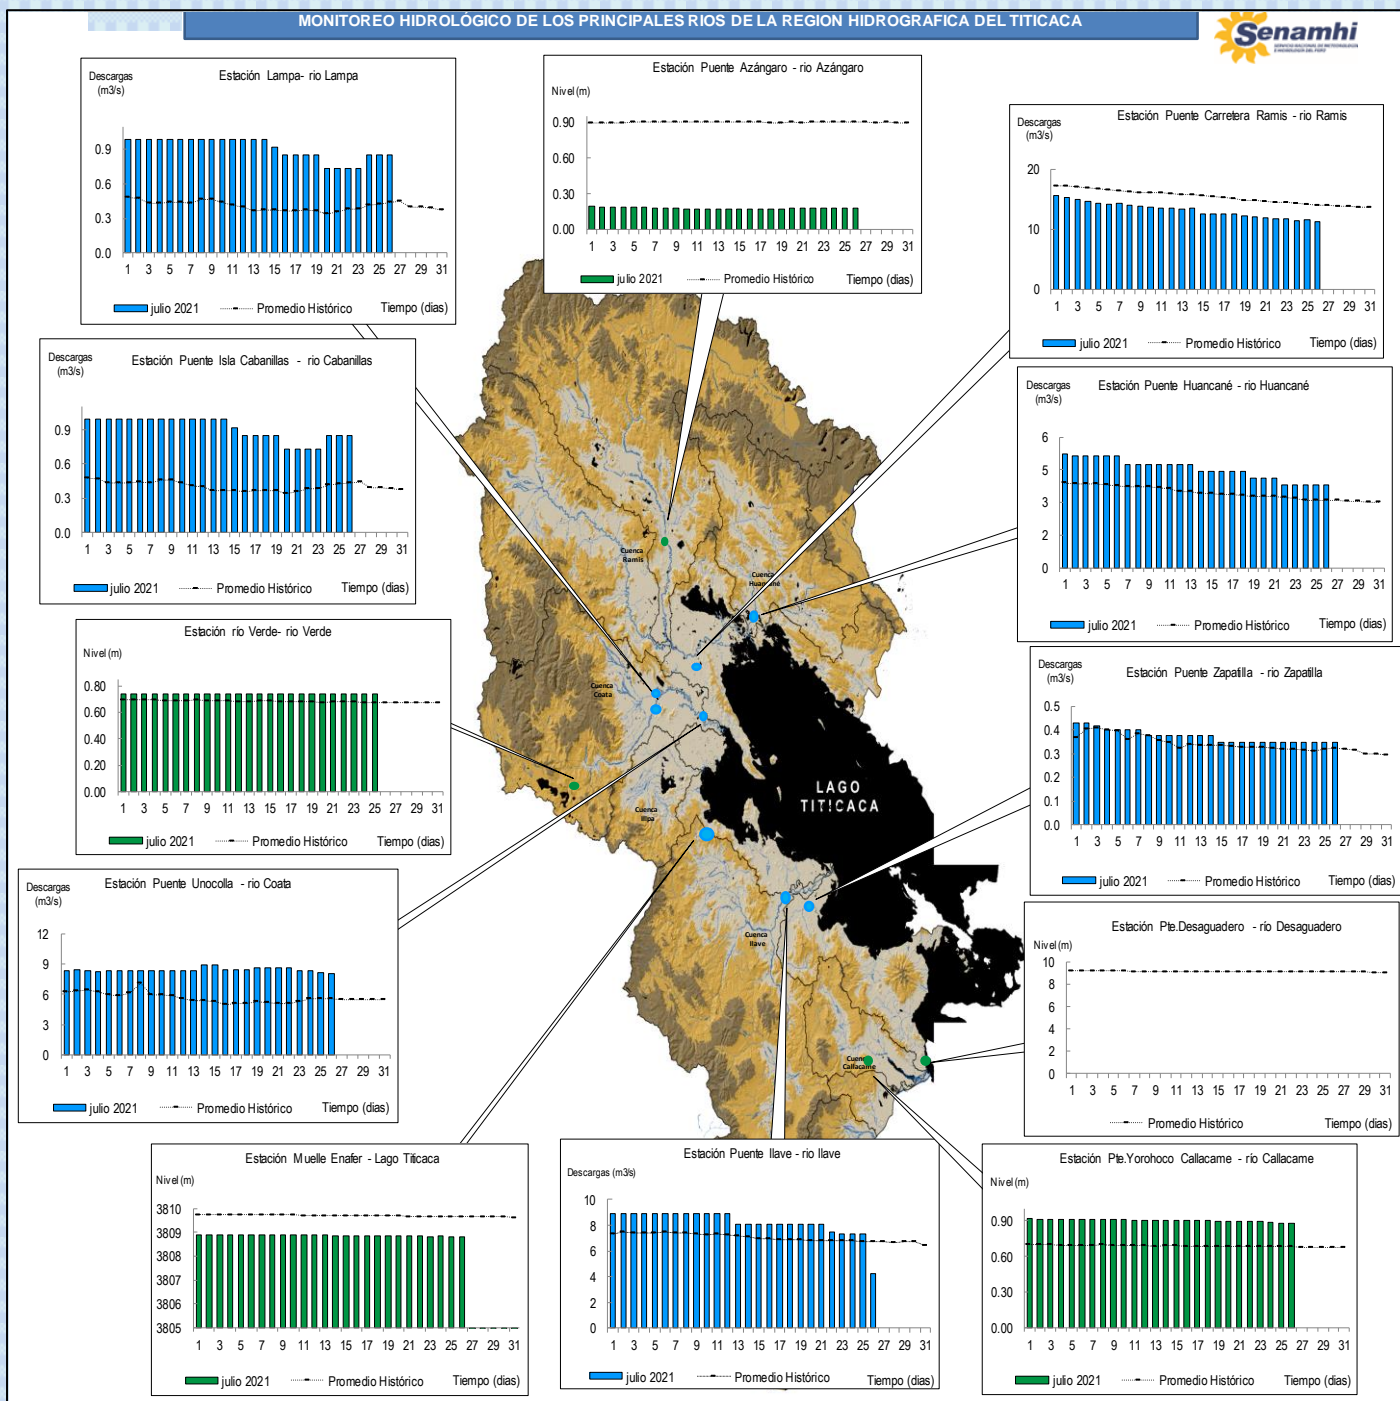 MONITOREO HIDROLÓGICO DE LOS PRINCIPALES RIOS DE LA REGION HIDROGRAFICA DEL TITICACA
Senamhi
SERVICIO NACIONAL DE METEOROLOGÍA
E HIDROLOGÍA DEL PERÚ
Descargas
(m3/s)
Estación Lampa- rio Lampa
0.9
0.6
0.3
0.0
1 3 5 7 9 11 13 15 17 19 21 23 25 27 29 31
julio 2021 Promedio Histórico Tiempo (dias)
Estación Puente Azángaro - rio Azángaro
Nivel (m)
0.90
0.60
0.30
0.00
1 3 5 7 9 11 13 15 17 19 21 23 25 27 29 31
julio 2021 Promedio Histórico Tiempo (dias)
Estación Puente Carretera Ramis - rio Ramis
Descargas
(m3/s)
20
10
0
1 3 5 7 9 11 13 15 17 19 21 23 25 27 29 31
julio 2021 Promedio Histórico Tiempo (dias)
Descargas
(m3/s)
Estación Puente Isla Cabanillas - rio Cabanillas
0.9
0.6
0.3
0.0
1 3 5 7 9 11 13 15 17 19 21 23 25 27 29 31
julio 2021 Promedio Histórico Tiempo (dias)
Descargas
(m3/s)
Estación Puente Huancané - rio Huancané
6
5
3
2
0
1 3 5 7 9 11 13 15 17 19 21 23 25 27 29 31
julio 2021 Promedio Histórico Tiempo (dias)
Estación río Verde- rio Verde
Nivel (m)
0.80
0.60
0.40
0.20
0.00
1 3 5 7 9 11 13 15 17 19 21 23 25 27 29 31
julio 2021 Promedio Histórico Tiempo (dias)
Descargas
(m3/s)
Estación Puente Zapatilla - rio Zapatilla
0.5
0.4
0.3
0.2
0.1
0.0
1 3 5 7 9 11 13 15 17 19 21 23 25 27 29 31
julio 2021 Promedio Histórico Tiempo (dias)
Cuenca
Ramis
Cuenca
Huancané
Cuenca
Coata
LAGO
TITICACA
Cuenca
Illpa
Cuenca
Ilave
Cuenca
Callacame
Descargas
(m3/s)
Estación Puente Unocolla - rio Coata
12
9
6
3
0
1 3 5 7 9 11 13 15 17 19 21 23 25 27 29 31
julio 2021 Promedio Histórico Tiempo (dias)
Estación Pte.Desaguadero - río Desaguadero
Nivel (m)
10
8
6
4
2
0
1 3 5 7 9 11 13 15 17 19 21 23 25 27 29 31
Promedio Histórico Tiempo (dias)
Estación Muelle Enafer - Lago Titicaca
Nivel (m)
3810
3809
3808
3807
3806
3805
1 3 5 7 9 11 13 15 17 19 21 23 25 27 29 31
julio 2021 Promedio Histórico Tiempo (dias)
Estación Puente Ilave - rio Ilave
Descargas (m3/s)
10
8
6
4
2
0
1 3 5 7 9 11 13 15 17 19 21 23 25 27 29 31
julio 2021 Promedio Histórico Tiempo (dias)
Estación Pte.Yorohoco Callacame - río Callacame
Nivel (m)
0.90
0.60
0.30
0.00
1 3 5 7 9 11 13 15 17 19 21 23 25 27 29 31
julio 2021 Promedio Histórico Tiempo (dias)